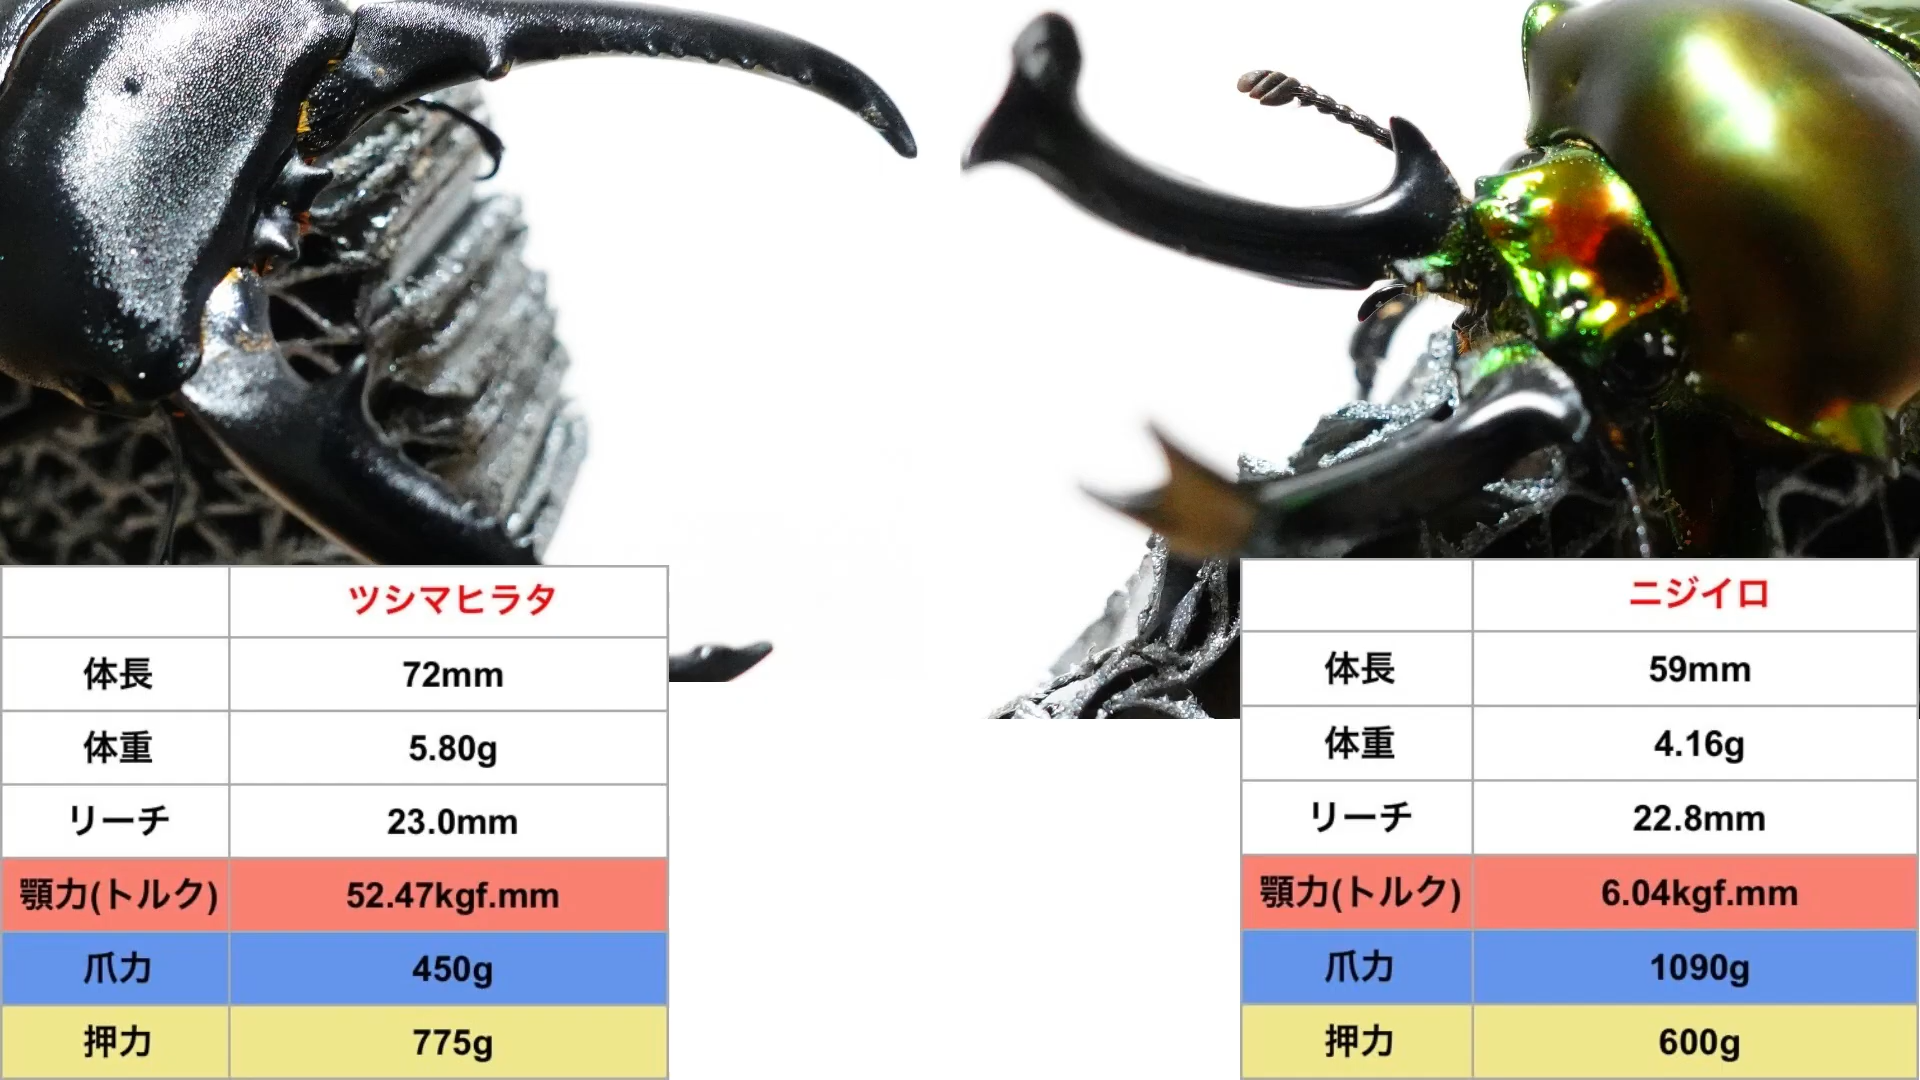 ツシマヒラタ
体長 72mm
体重 5.80g
リーチ 23.0mm
顎力(トルク) 52.47kgf.mm
爪力 450g
押力 775g
ニジイロ
体長 59mm
体重 4.16g
リーチ 22.8mm
顎力(トルク) 6.04kgf.mm
爪力 1090g
押力 600g